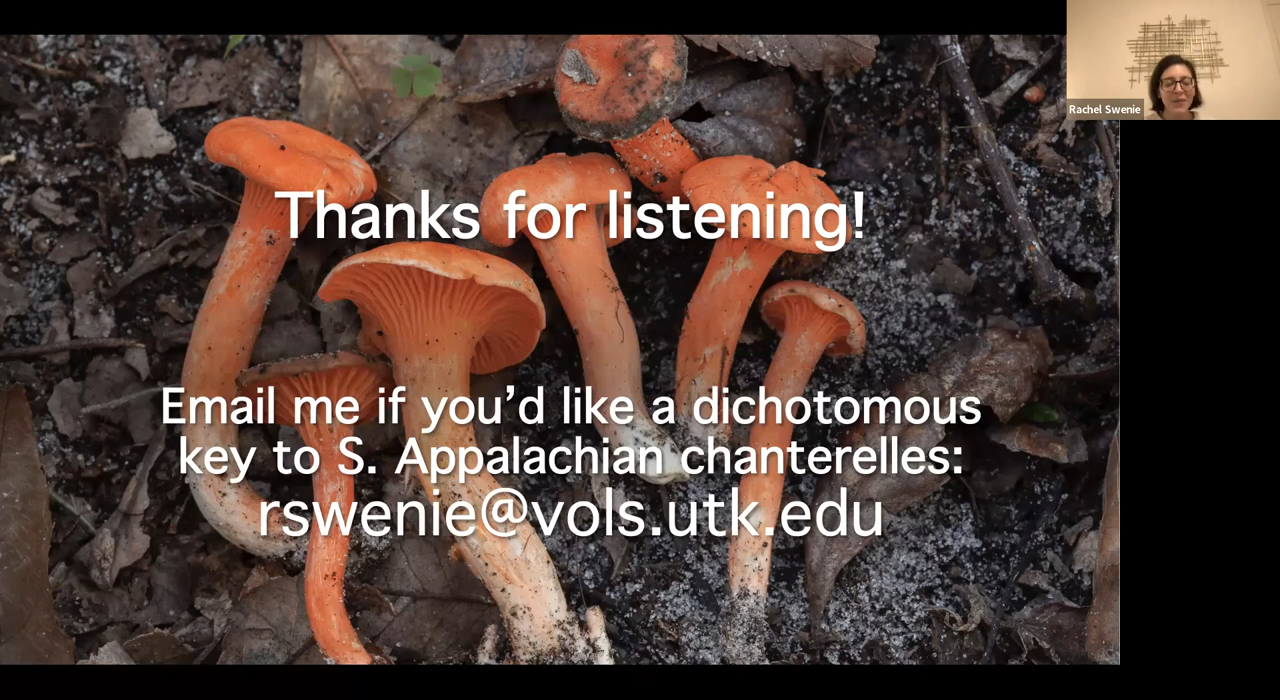 Rachel Swenie
Thanks for listening!
Email me if you’d like a dichotomous
key to S. Appalachian chanterelles:
rswenie@vols.utk.edu